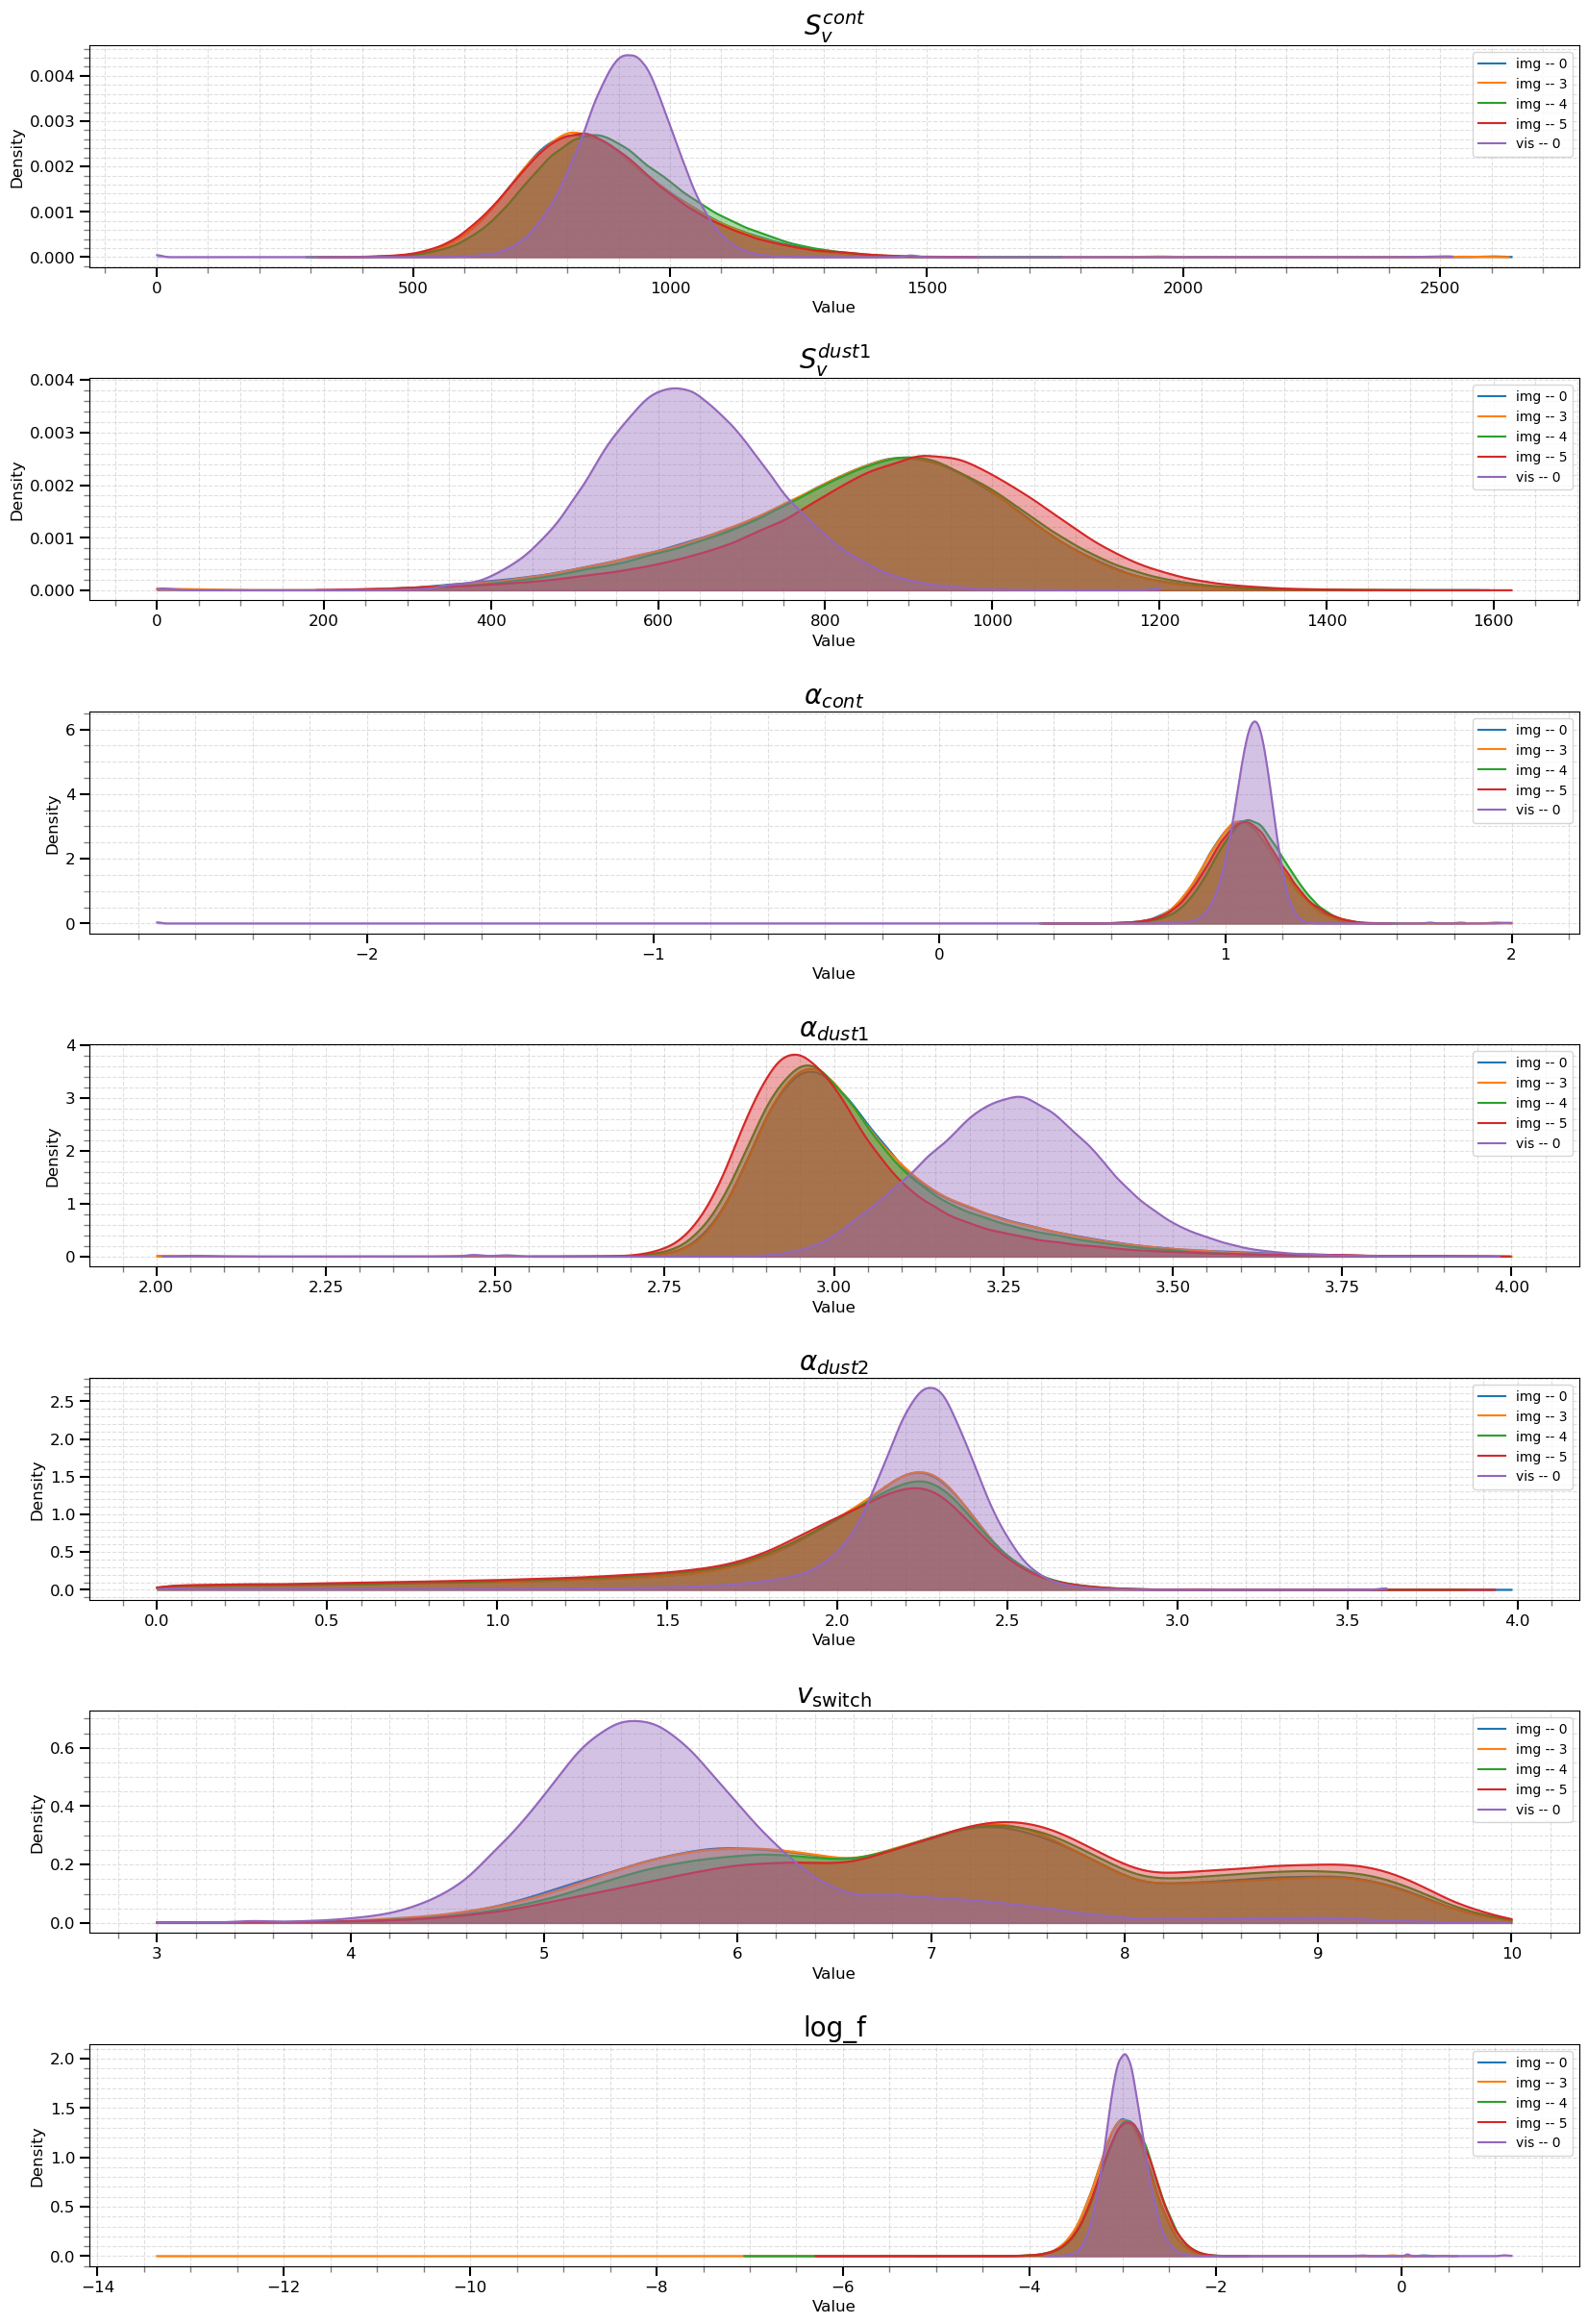 S_v^{cont}
Density
0.004
0.003
0.002
0.001
0.000
img -- 0
img -- 3
img -- 4
img -- 5
vis -- 0
0 500 1000 1500 2000 2500
Value
S_v^{dust1}
Density
0.004
0.003
0.002
0.001
0.000
img -- 0
img -- 3
img -- 4
img -- 5
vis -- 0
0 200 400 600 800 1000 1200 1400 1600
Value
α_{cont}
Density
6
4
2
0
img -- 0
img -- 3
img -- 4
img -- 5
vis -- 0
−2 −1 0 1 2
Value
α_{dust1}
Density
4
3
2
1
0
img -- 0
img -- 3
img -- 4
img -- 5
vis -- 0
2.00 2.25 2.50 2.75 3.00 3.25 3.50 3.75 4.00
Value
α_{dust2}
Density
2.5
2.0
1.5
1.0
0.5
0.0
img -- 0
img -- 3
img -- 4
img -- 5
vis -- 0
0.0 0.5 1.0 1.5 2.0 2.5 3.0 3.5 4.0
Value
v_{switch}
Density
0.6
0.4
0.2
0.0
img -- 0
img -- 3
img -- 4
img -- 5
vis -- 0
3 4 5 6 7 8 9 10
Value
log_f
Density
2.0
1.5
1.0
0.5
0.0
img -- 0
img -- 3
img -- 4
img -- 5
vis -- 0
−14 −12 −10 −8 −6 −4 −2 0
Value